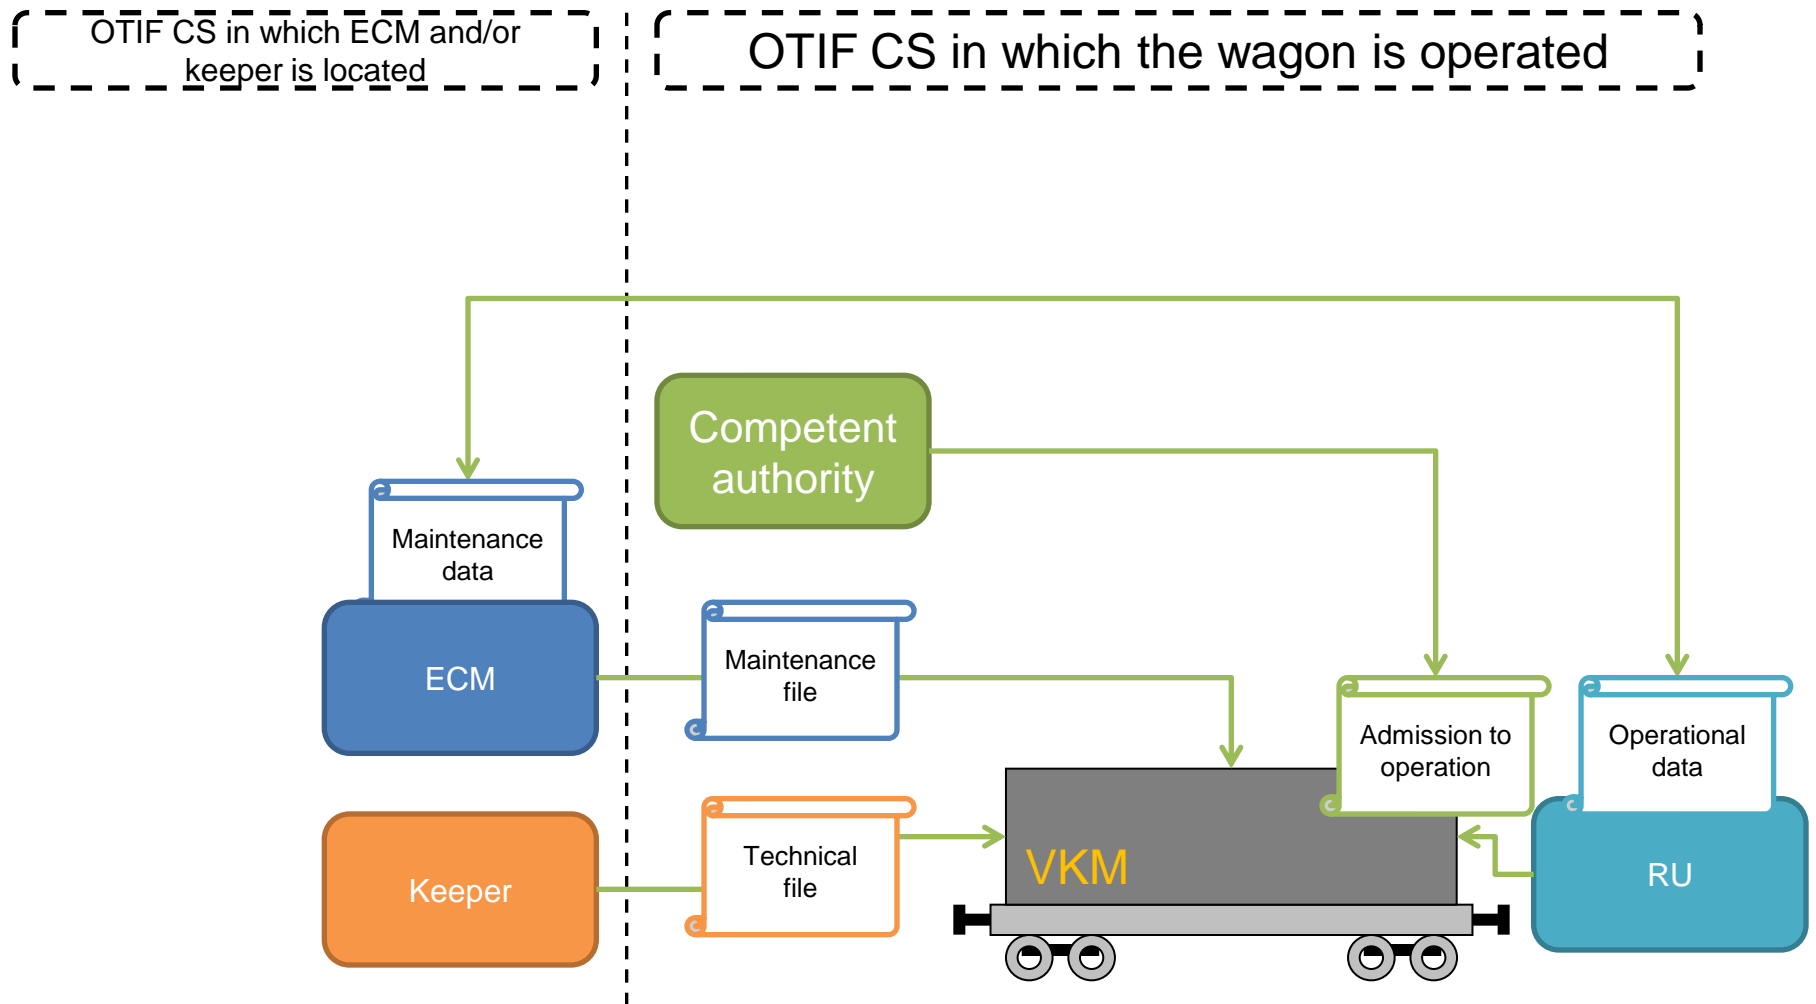 OTIF CS in which ECM and/or
keeper is located
OTIF CS in which the wagon is operated
Competent
authority
Maintenance
data
ECM
Maintenance
file
Admission to
operation
Operational
data
Keeper
Technical
file
VKM
RU